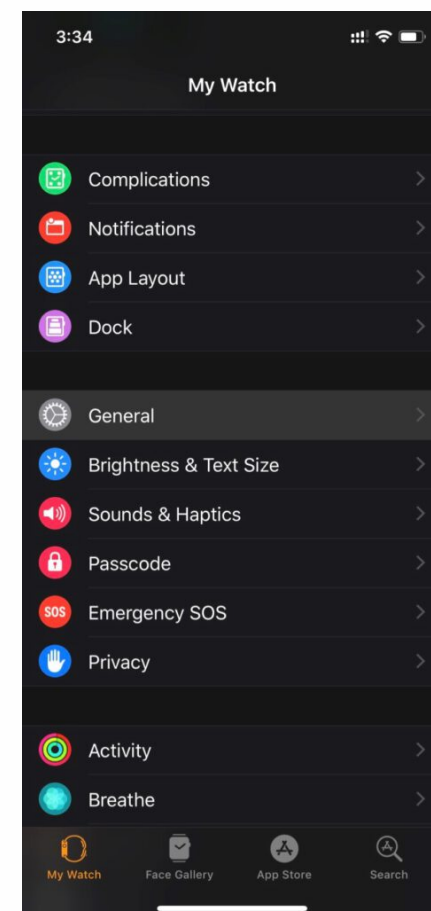 3:34
My Watch
Complications
Notifications
App Layout
Dock
General
Brightness & Text Size
Sounds & Haptics
Passcode
SOS Emergency SOS
Privacy
Activity
Breathe
My Watch Face Gallery App Store Search